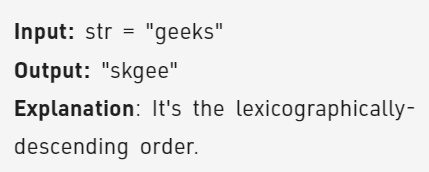 Input: str = "geeks"
Output: "skgee"
Explanation: It's the lexicographically-
descending order.